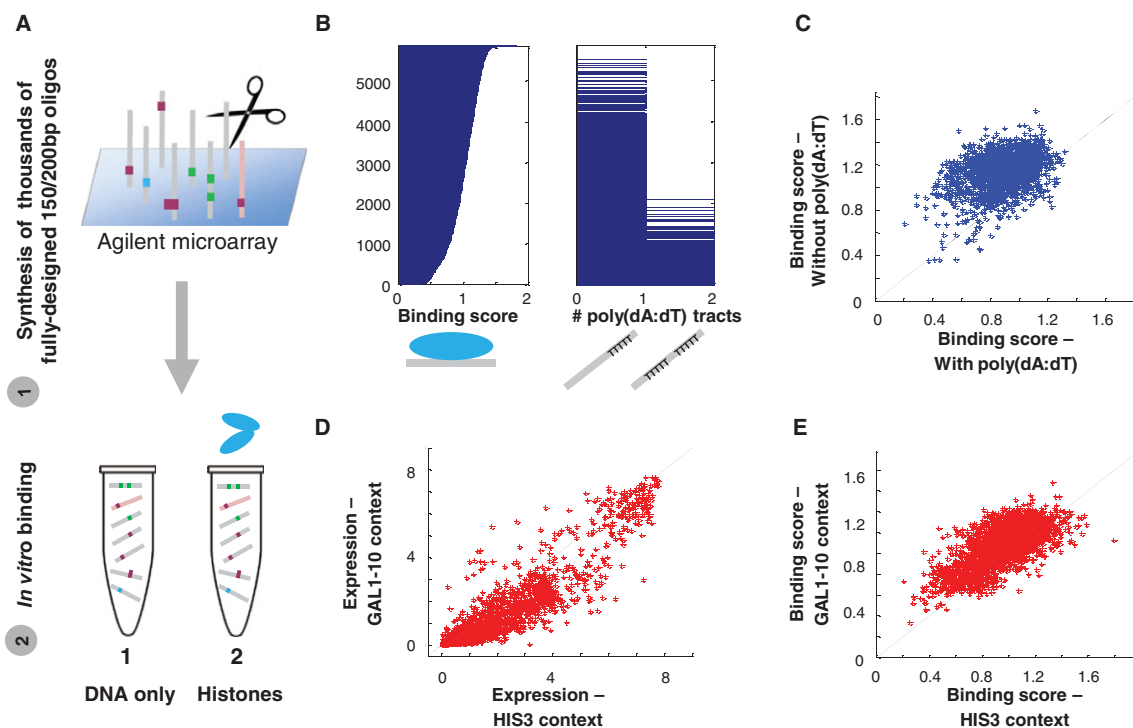 A
Synthesis of thousands of
fully-designed 150/200bp oligos
1
Agilent microarray
2
In vitro binding
1
2
DNA only
Histones
B
5000
4000
3000
2000
1000
0
0
1
2
Binding score
0
1
2
# poly(dA:dT) tracts
TTTTT
TTTTT
TTTTT
C
Binding score –
Without poly(dA:dT)
1.6
1.2
0.8
0.4
0
0
0.4
0.8
1.2
1.6
Binding score –
With poly(dA:dT)
D
Expression –
GAL1-10 context
8
4
0
0
4
8
Expression –
HIS3 context
E
Binding score –
GAL1-10 context
1.6
1.2
0.8
0.4
0
0
0.4
0.8
1.2
1.6
Binding score –
HIS3 context